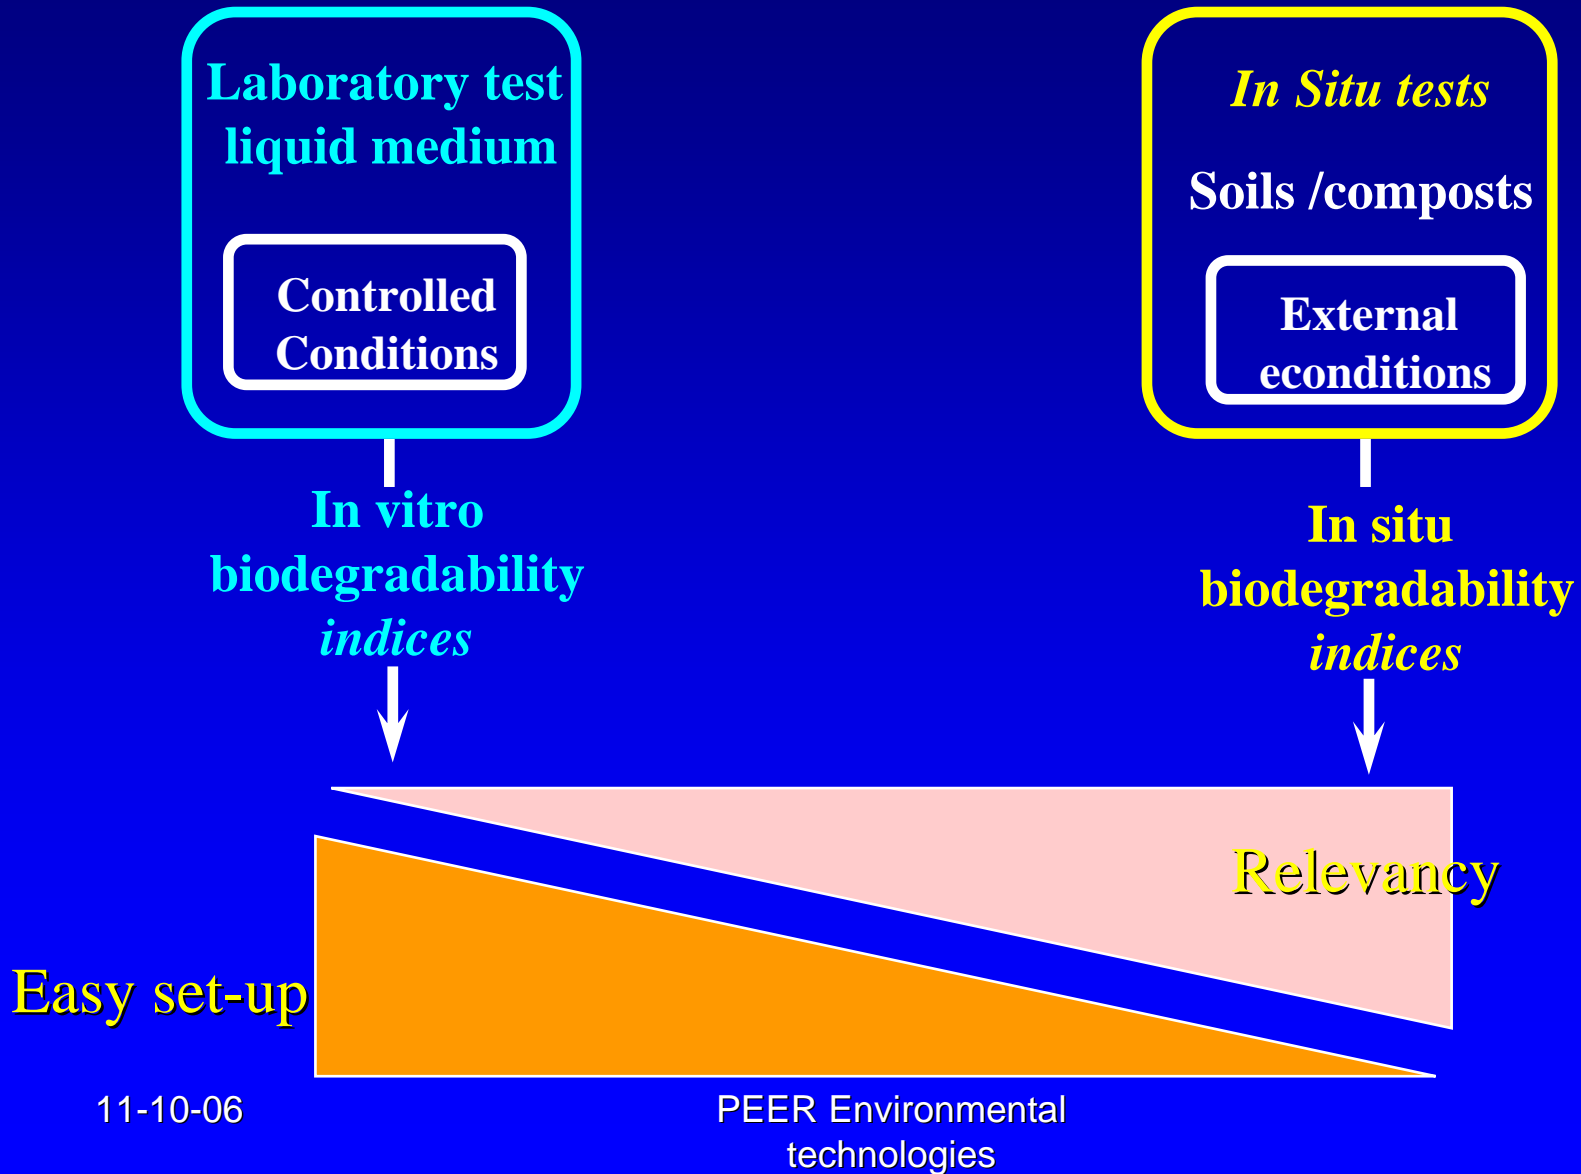 Laboratory test
liquid medium
Controlled
Conditions
In vitro
biodegradability
indices
In Situ tests
Soils /composts
External
econditions
In situ
biodegradability
indices
Relevancy
Easy set-up
11-10-06
PEER Environmental
technologies